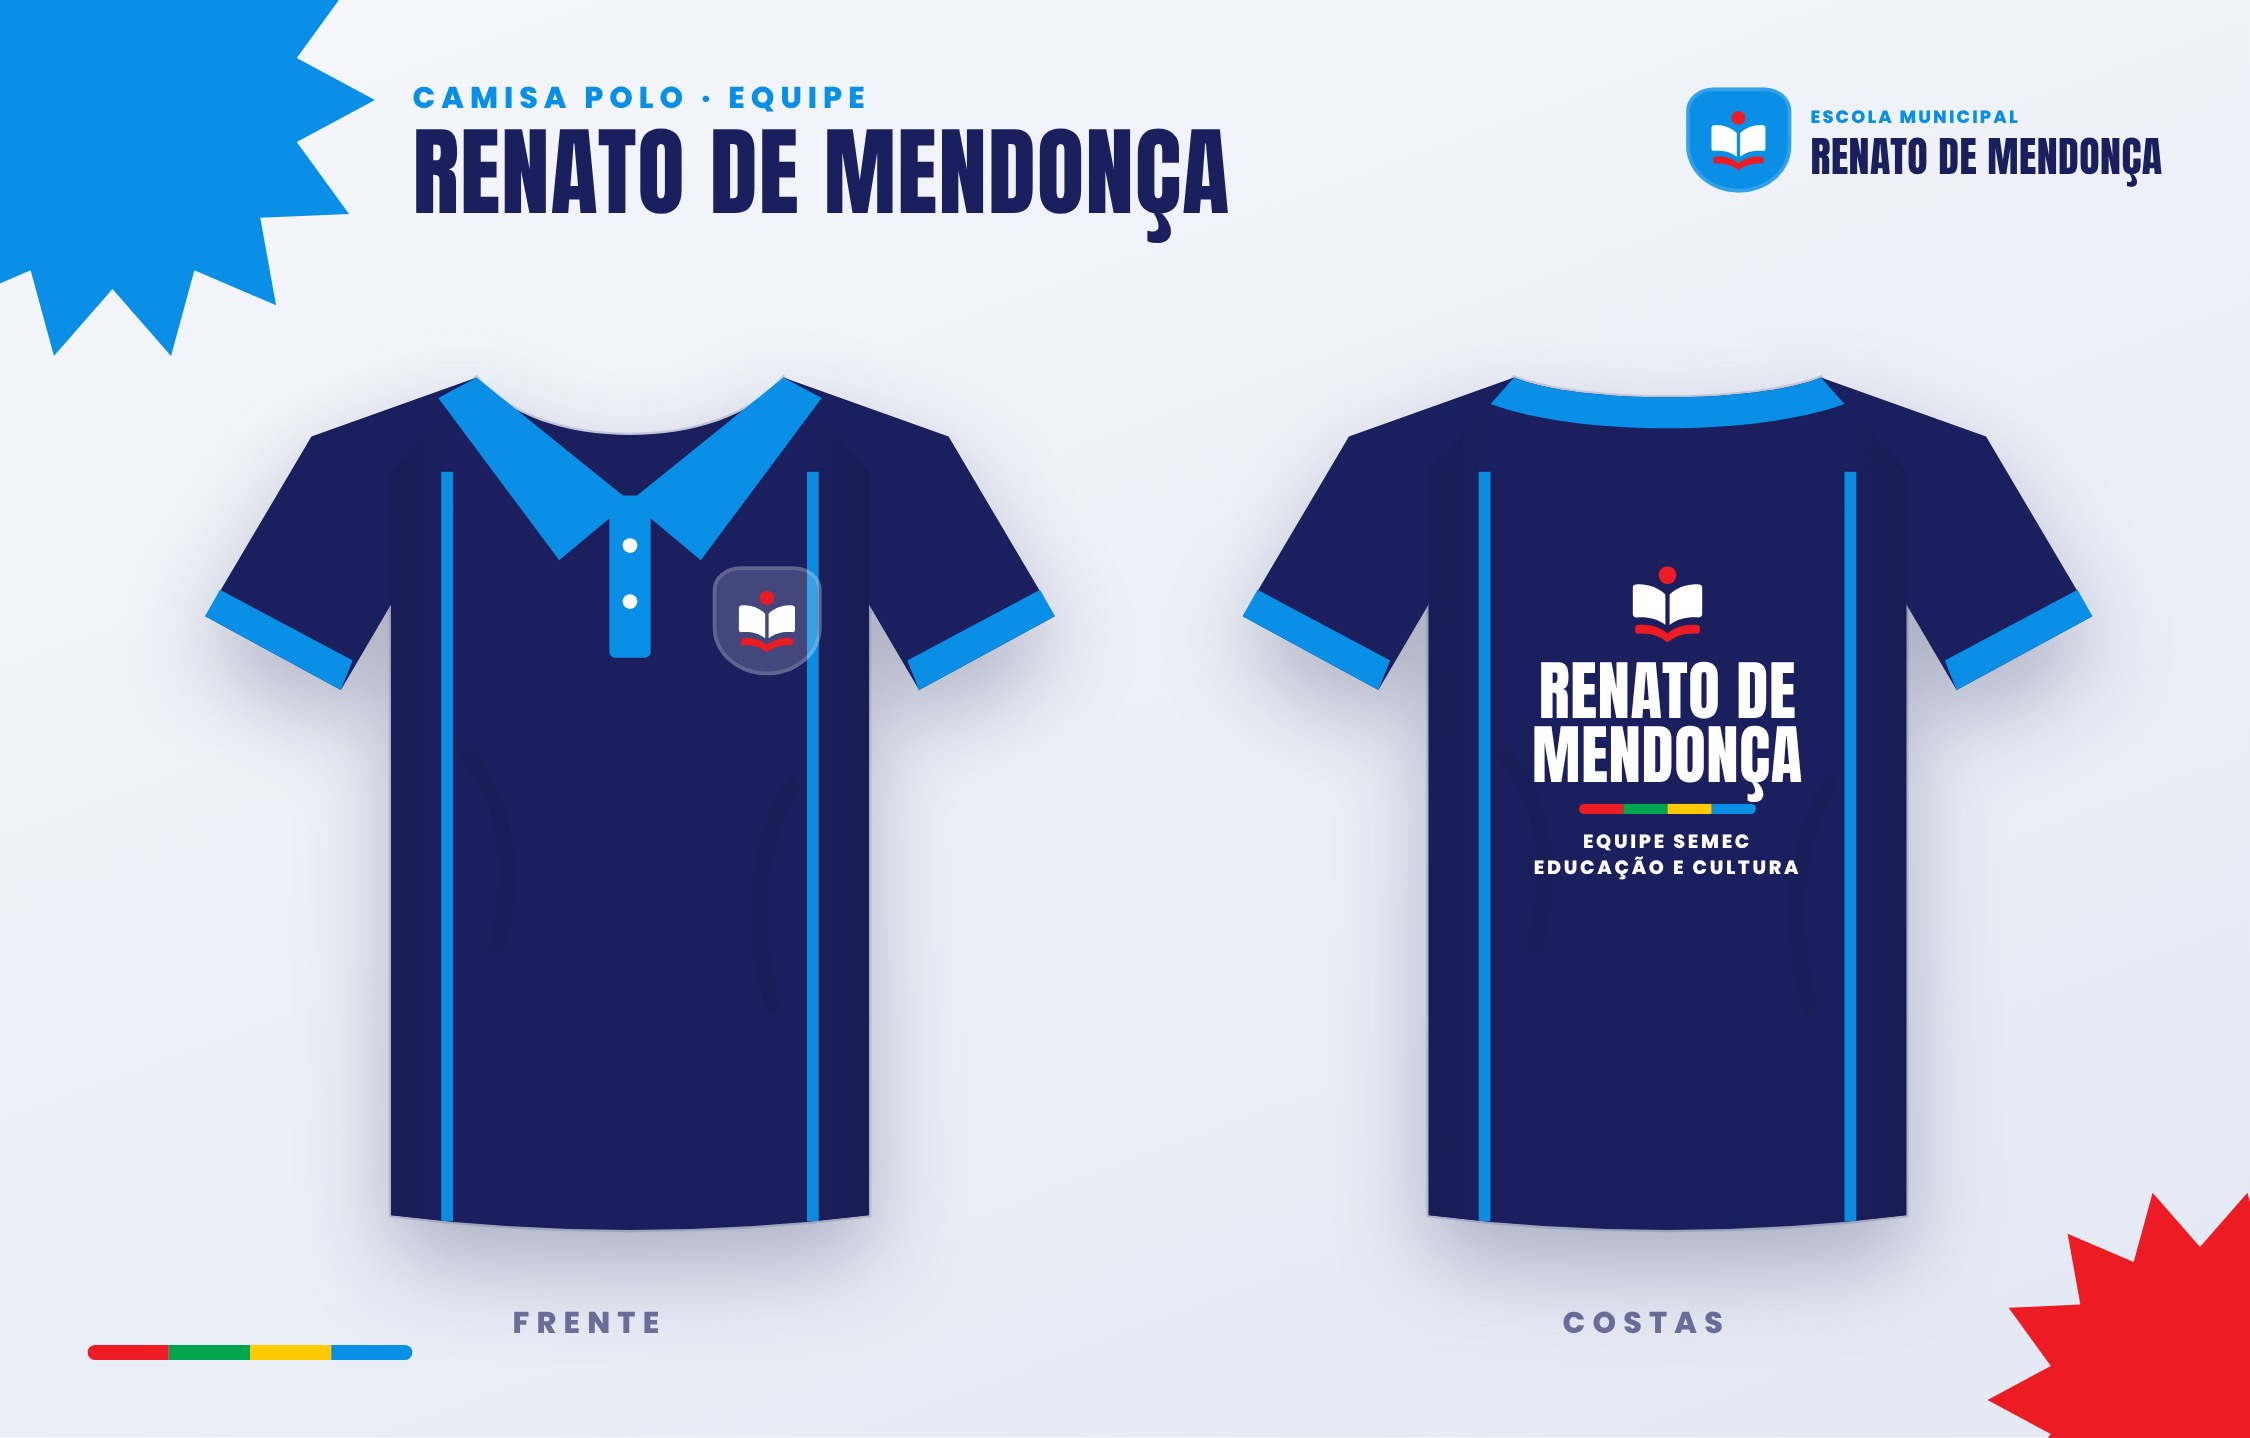 CAMISA POLO · EQUIPE
RENATO DE MENDONÇA
ESCOLA MUNICIPAL
RENATO DE MENDONÇA
RENATO DE
MENDONÇA
EQUIPE SEMEC
EDUCAÇÃO E CULTURA
FRENTE
COSTAS